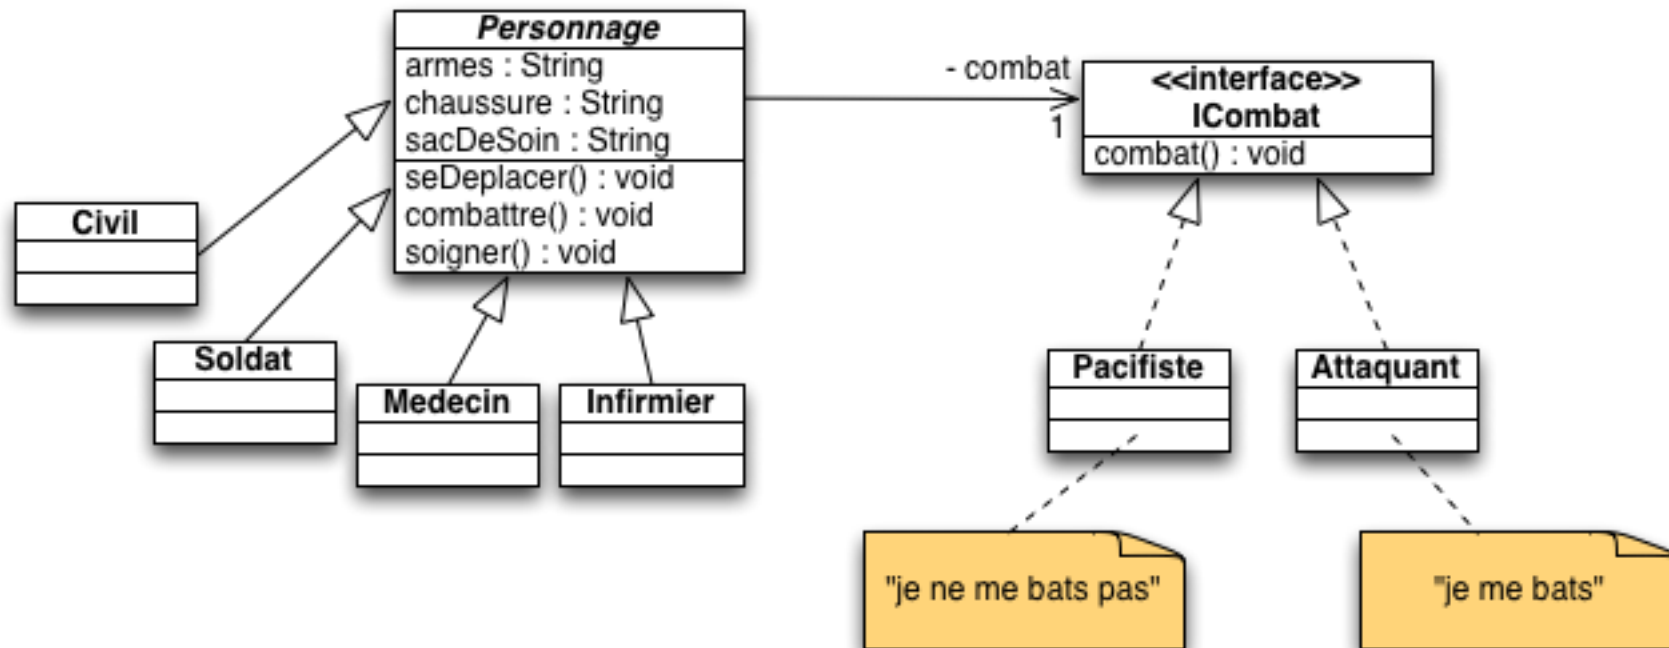 Personnage
armes : String
chaussure : String
sacDeSoin : String
seDeplacer() : void
combattre() : void
soigner() : void
- combat
1
<<interface>>
ICombat
combat() : void
Civil
Soldat
Medecin
Infirmier
Pacifiste
Attaquant
"je ne me bats pas"
"je me bats"